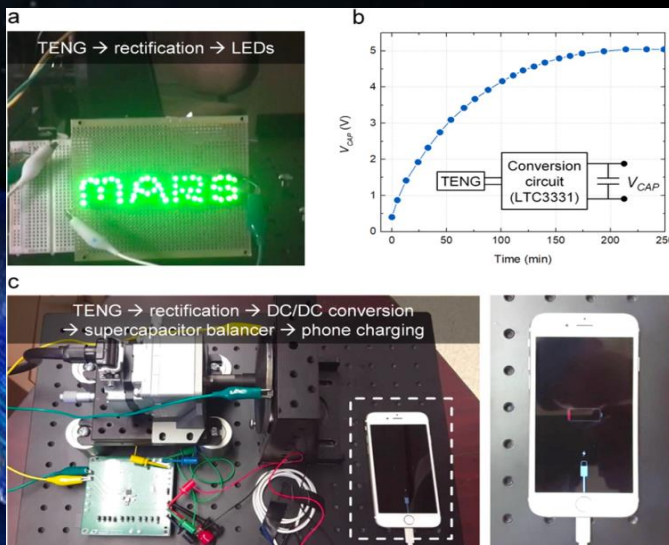 a
TENG → rectification → LEDs
MARS
b
V_CAP (V)
5
4
3
2
1
0
TENG
Conversion
circuit
(LTC3331)
V_CAP
0 50 100 150 200 250
Time (min)
c
TENG → rectification → DC/DC conversion
→ supercapacitor balancer → phone charging